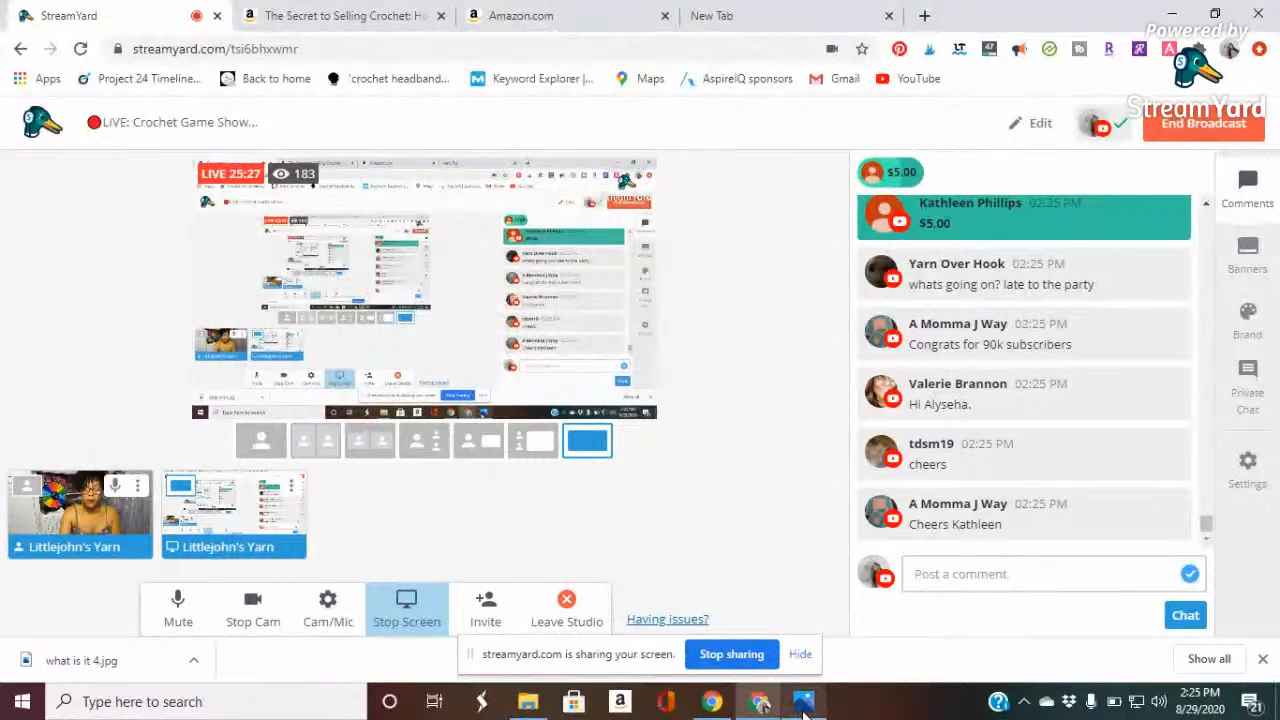 StreamYard
The Secret to Selling Crochet: H
Amazon.com
New Tab
streamyard.com/tsi6bhxwmr
Powered by
StreamYard
Apps
Project 24 Timeline...
Back to home
'crochet headband...
Keyword Explorer |...
Maps
AspireIQ sponsors
Gmail
YouTube
LIVE: Crochet Game Show...
Edit
End Broadcast
LIVE 25:27
183
$5.00
Kathleen Phillips 02:25 PM
$5.00
Yarn Over Hook 02:25 PM
whats going on? late to the party
A Momma J Way 02:25 PM
Congrats for 90k subscribers
Valerie Brannon 02:25 PM
Hi Alyseha.
tdsm19 02:25 PM
cheers
A Momma J Way 02:25 PM
Cheers Kathleen
Post a comment
Chat
Comments
Banners
Brand
Private
Chat
Settings
Littlejohn's Yarn
Littlejohn's Yarn
Mute
Stop Cam
Cam/Mic
Stop Screen
Invite
Leave Studio
Having issues?
streamyard.com is sharing your screen.
Stop sharing
Hide
what is it 4.jpg
Show all
Type here to search
2:25 PM
8/29/2020
21